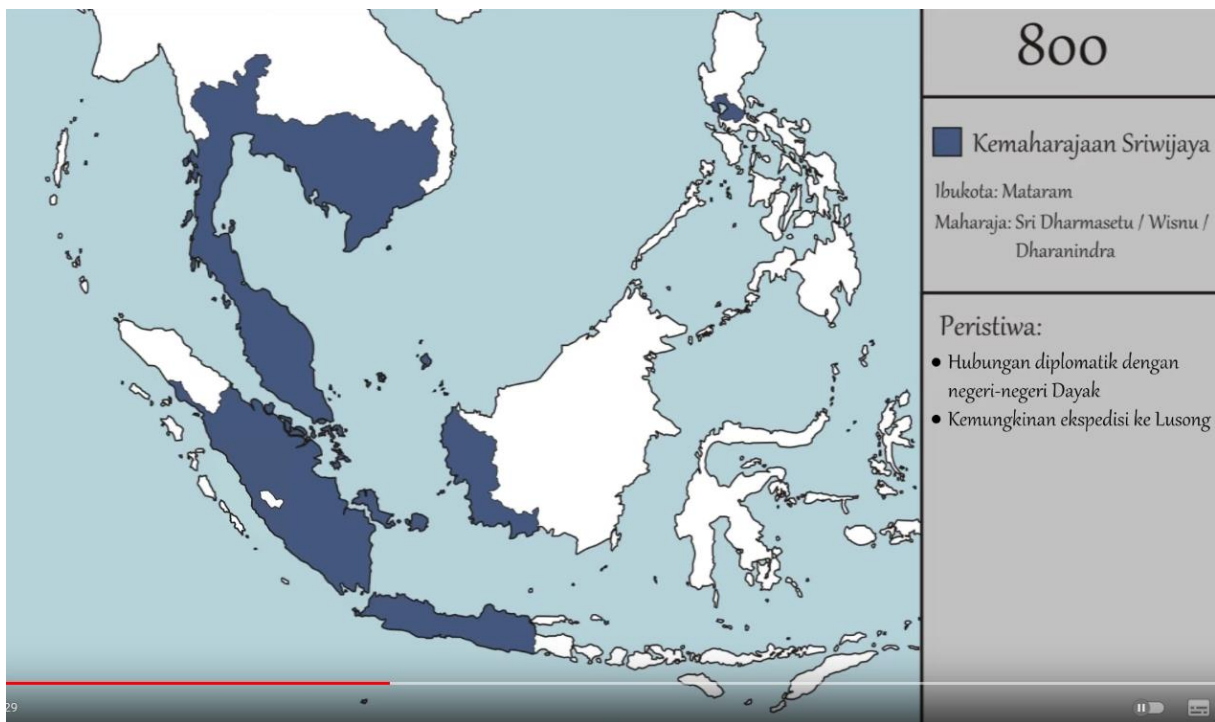 800
Kemaharajaan Sriwijaya
Ibukota: Mataram
Maharaja: Sri Dharmasetu / Wisnu /
Dharanindra
Peristiwa:
• Hubungan diplomatik dengan
negeri-negeri Dayak
• Kemungkinan ekspedisi ke Lusong
29